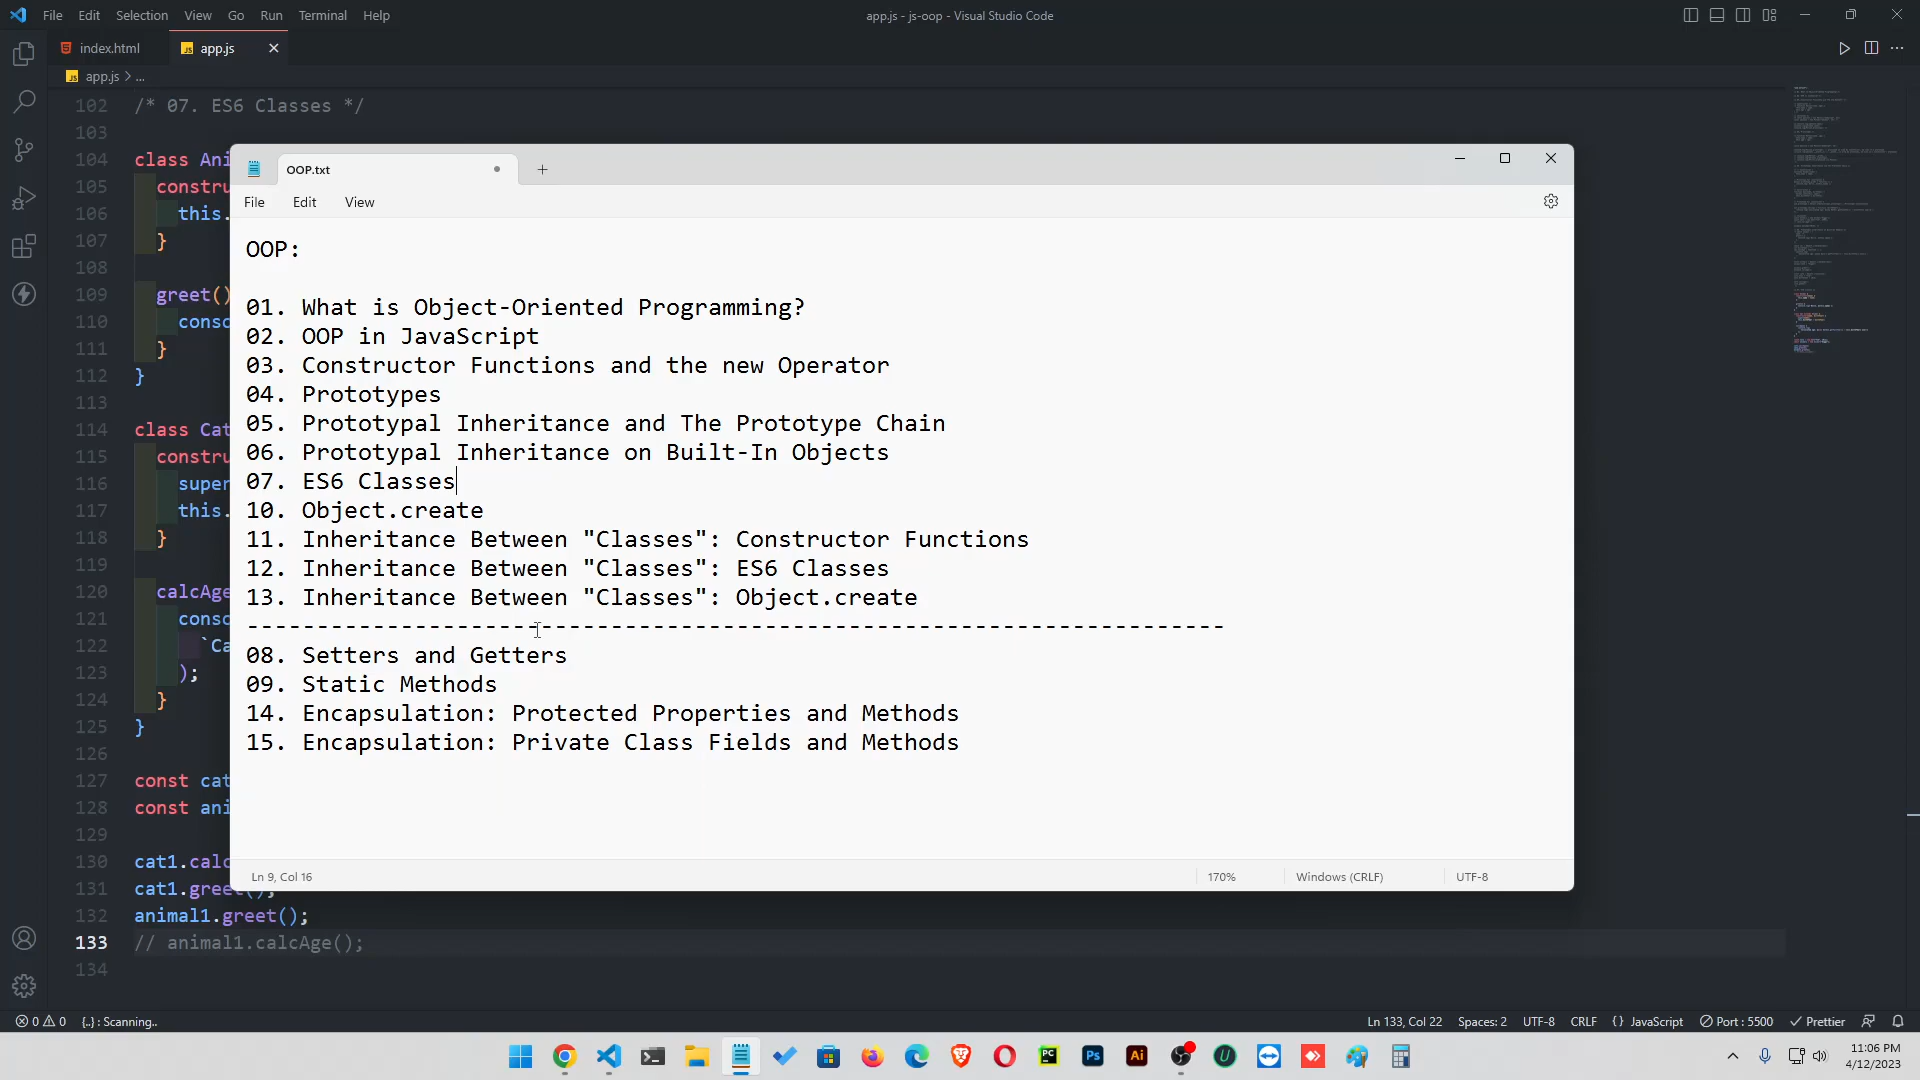 File Edit Selection View Go Run Terminal Help
app.js - js-oop - Visual Studio Code
index.html
JS app.js
JS app.js > ...
102 /* 07. ES6 Classes */
103
104 class Ani
105 constru
106 this.
107 }
108
109 greet()
110 conso
111 }
112 }
113
114 class Cat
115 constru
116 super
117 this.
118 }
119
120 calcAge
121 conso
122 `Ca
123 );
124 }
125 }
126
127 const cat
128 const ani
129
130 cat1.calc
131 cat1.greet();
132 animal1.greet();
133 // animal1.calcAge();
134
OOP.txt
File Edit View
OOP:
01. What is Object-Oriented Programming?
02. OOP in JavaScript
03. Constructor Functions and the new Operator
04. Prototypes
05. Prototypal Inheritance and The Prototype Chain
06. Prototypal Inheritance on Built-In Objects
07. ES6 Classes
10. Object.create
11. Inheritance Between "Classes": Constructor Functions
12. Inheritance Between "Classes": ES6 Classes
13. Inheritance Between "Classes": Object.create
----------------------------------------------------------------------
08. Setters and Getters
09. Static Methods
14. Encapsulation: Protected Properties and Methods
15. Encapsulation: Private Class Fields and Methods
Ln 9, Col 16
170%
Windows (CRLF)
UTF-8
0 0 {..} : Scanning..
Ln 133, Col 22 Spaces: 2 UTF-8 CRLF {} JavaScript Port : 5500 Prettier
PC Ps Ai U
11:06 PM
4/12/2023